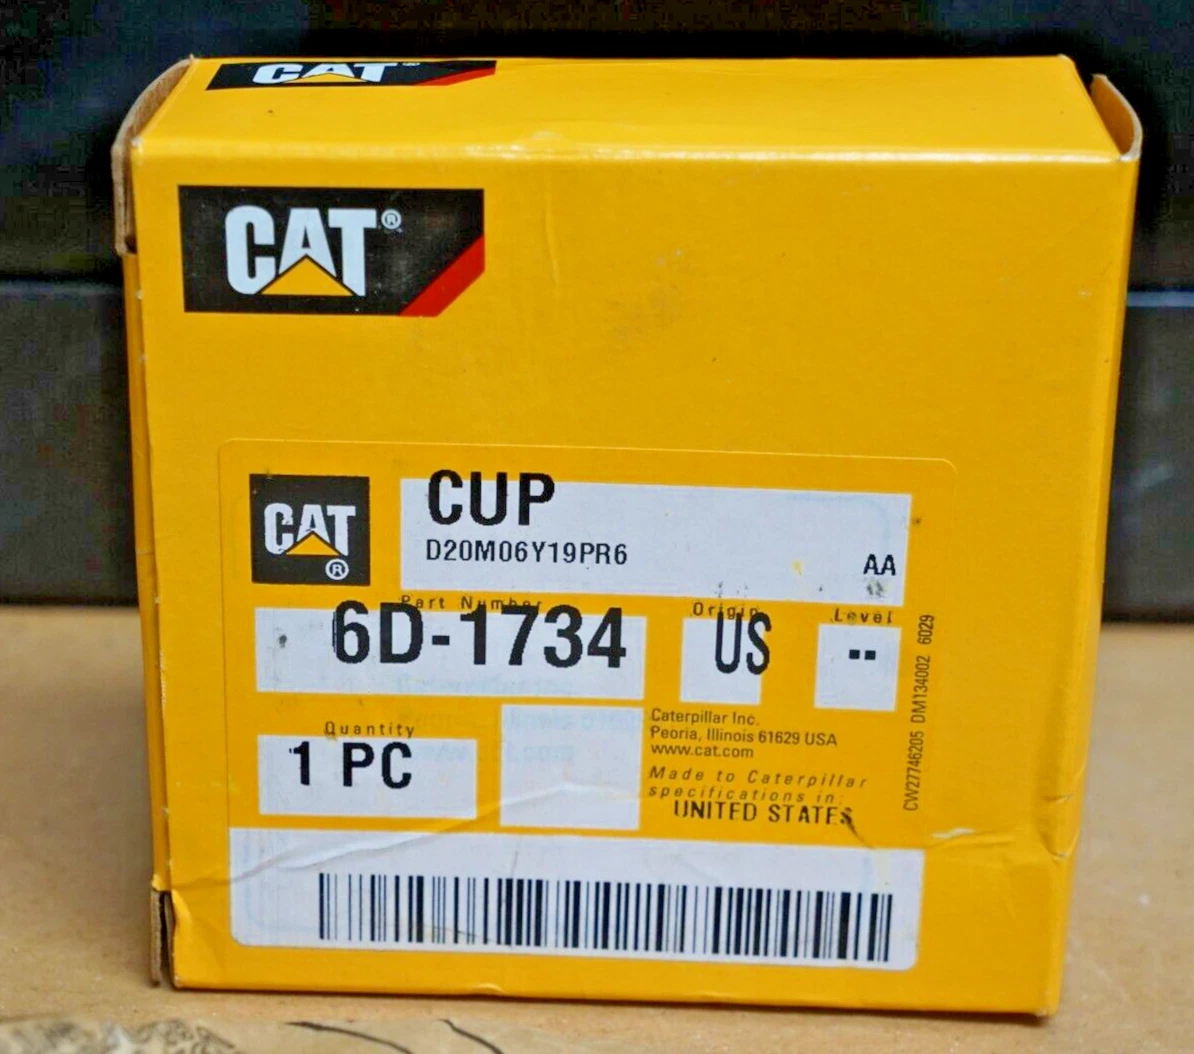 CAT
CAT®
CUP
CAT®
D20M06Y19PR6
AA
Part Number
Origin
Level
6D-1734
US
--
Quantity
1 PC
Caterpillar Inc.
Peoria, Illinois 61629 USA
www.cat.com
Made to Caterpillar
specifications in:
UNITED STATES
CW27746205 DM134002 6029